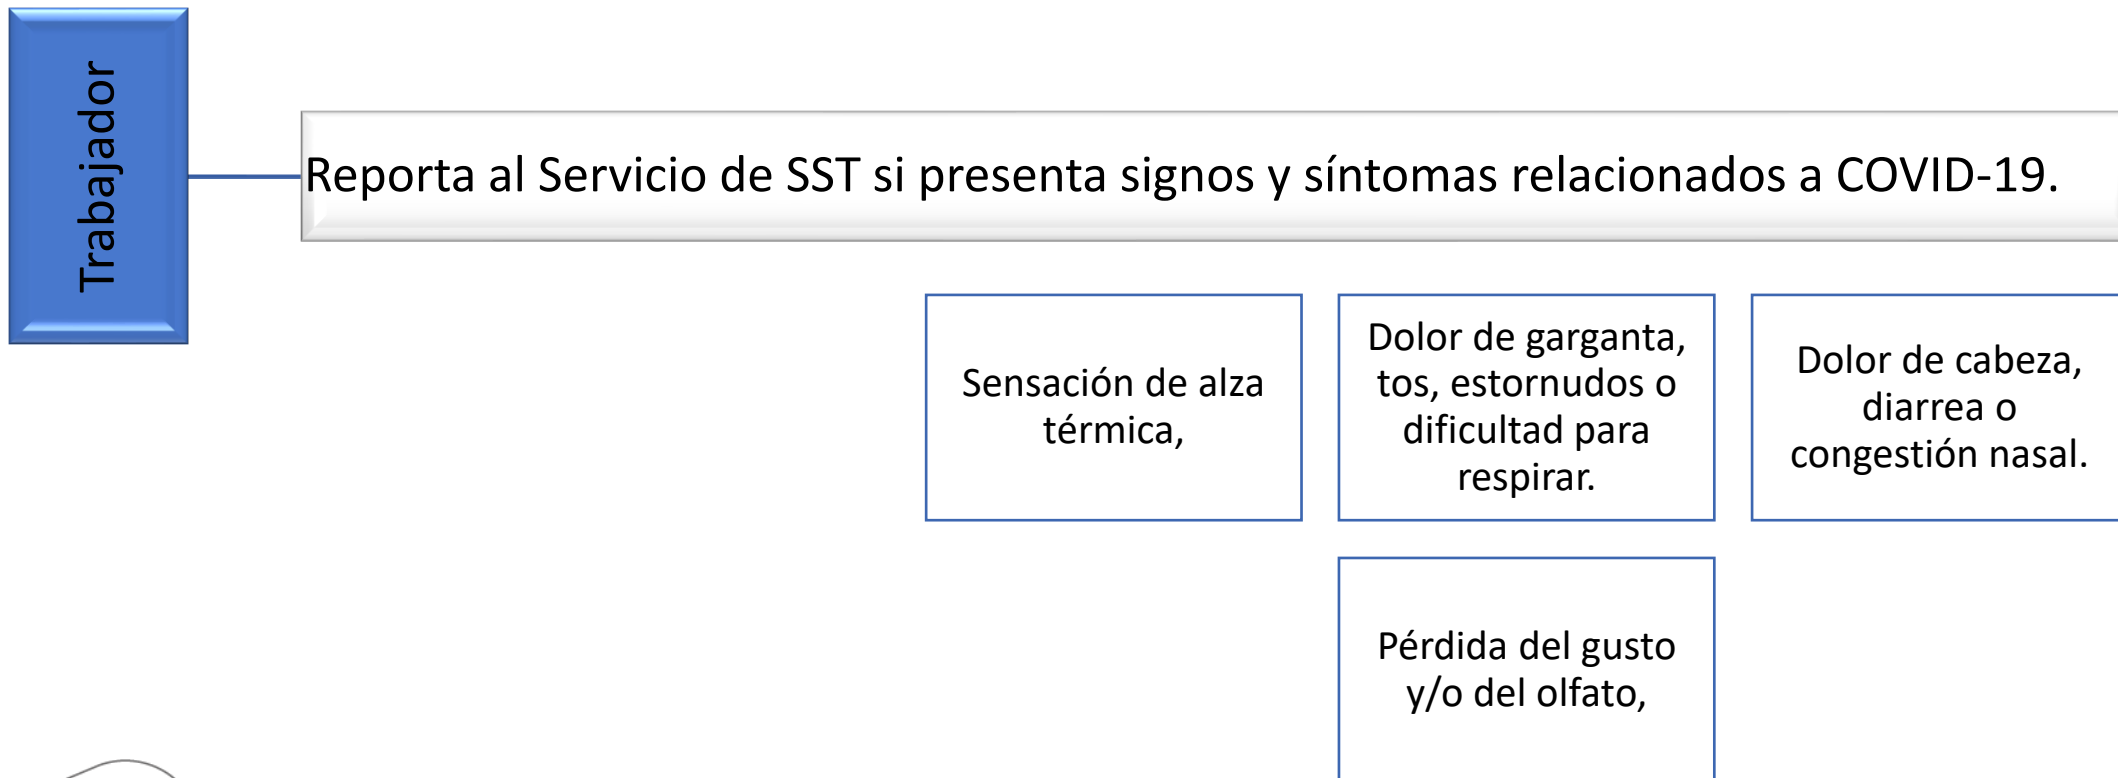 Trabajador
Reporta al Servicio de SST si presenta signos y síntomas relacionados a COVID-19.
Sensación de alza
térmica,
Dolor de garganta,
tos, estornudos o
dificultad para
respirar.
Dolor de cabeza,
diarrea o
congestión nasal.
Pérdida del gusto
y/o del olfato,